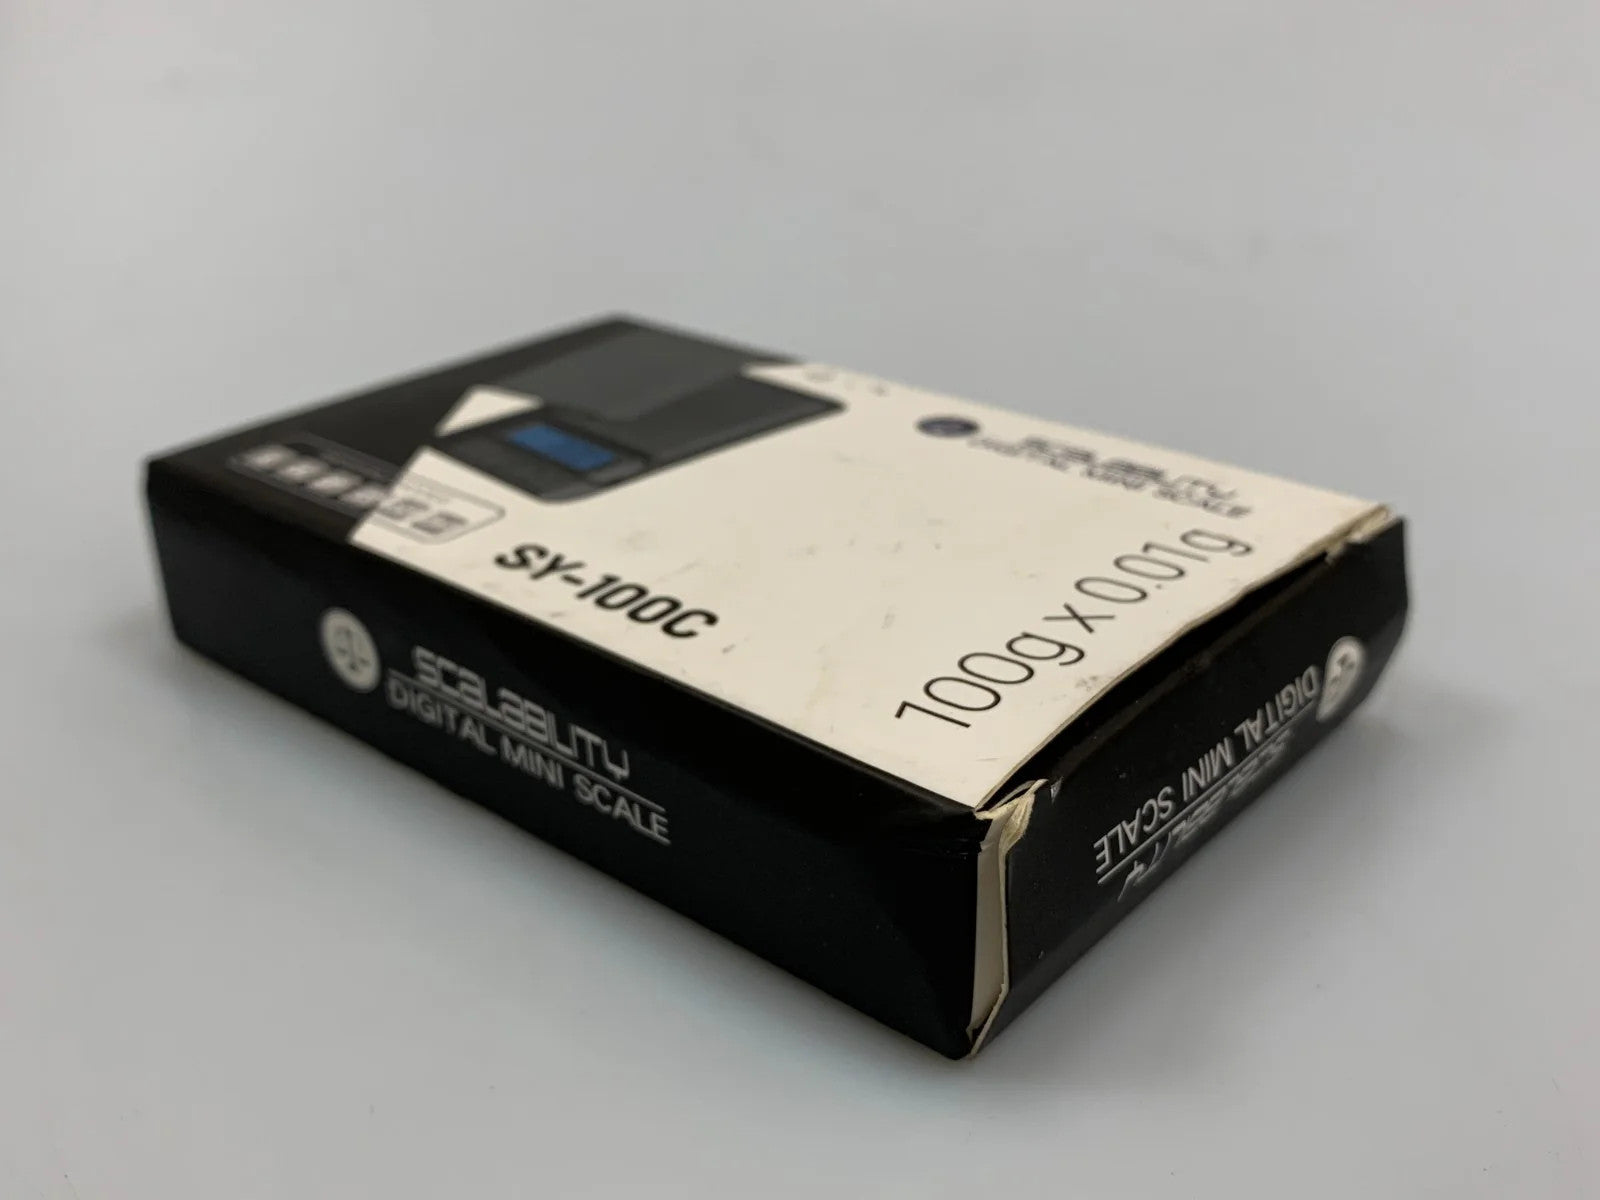 SCALABILITY
DIGITAL MINI SCALE
100g x 0.01g
SY-100C
SCALABILITY
DIGITAL MINI SCALE
SCALABILITY
DIGITAL MINI SCALE